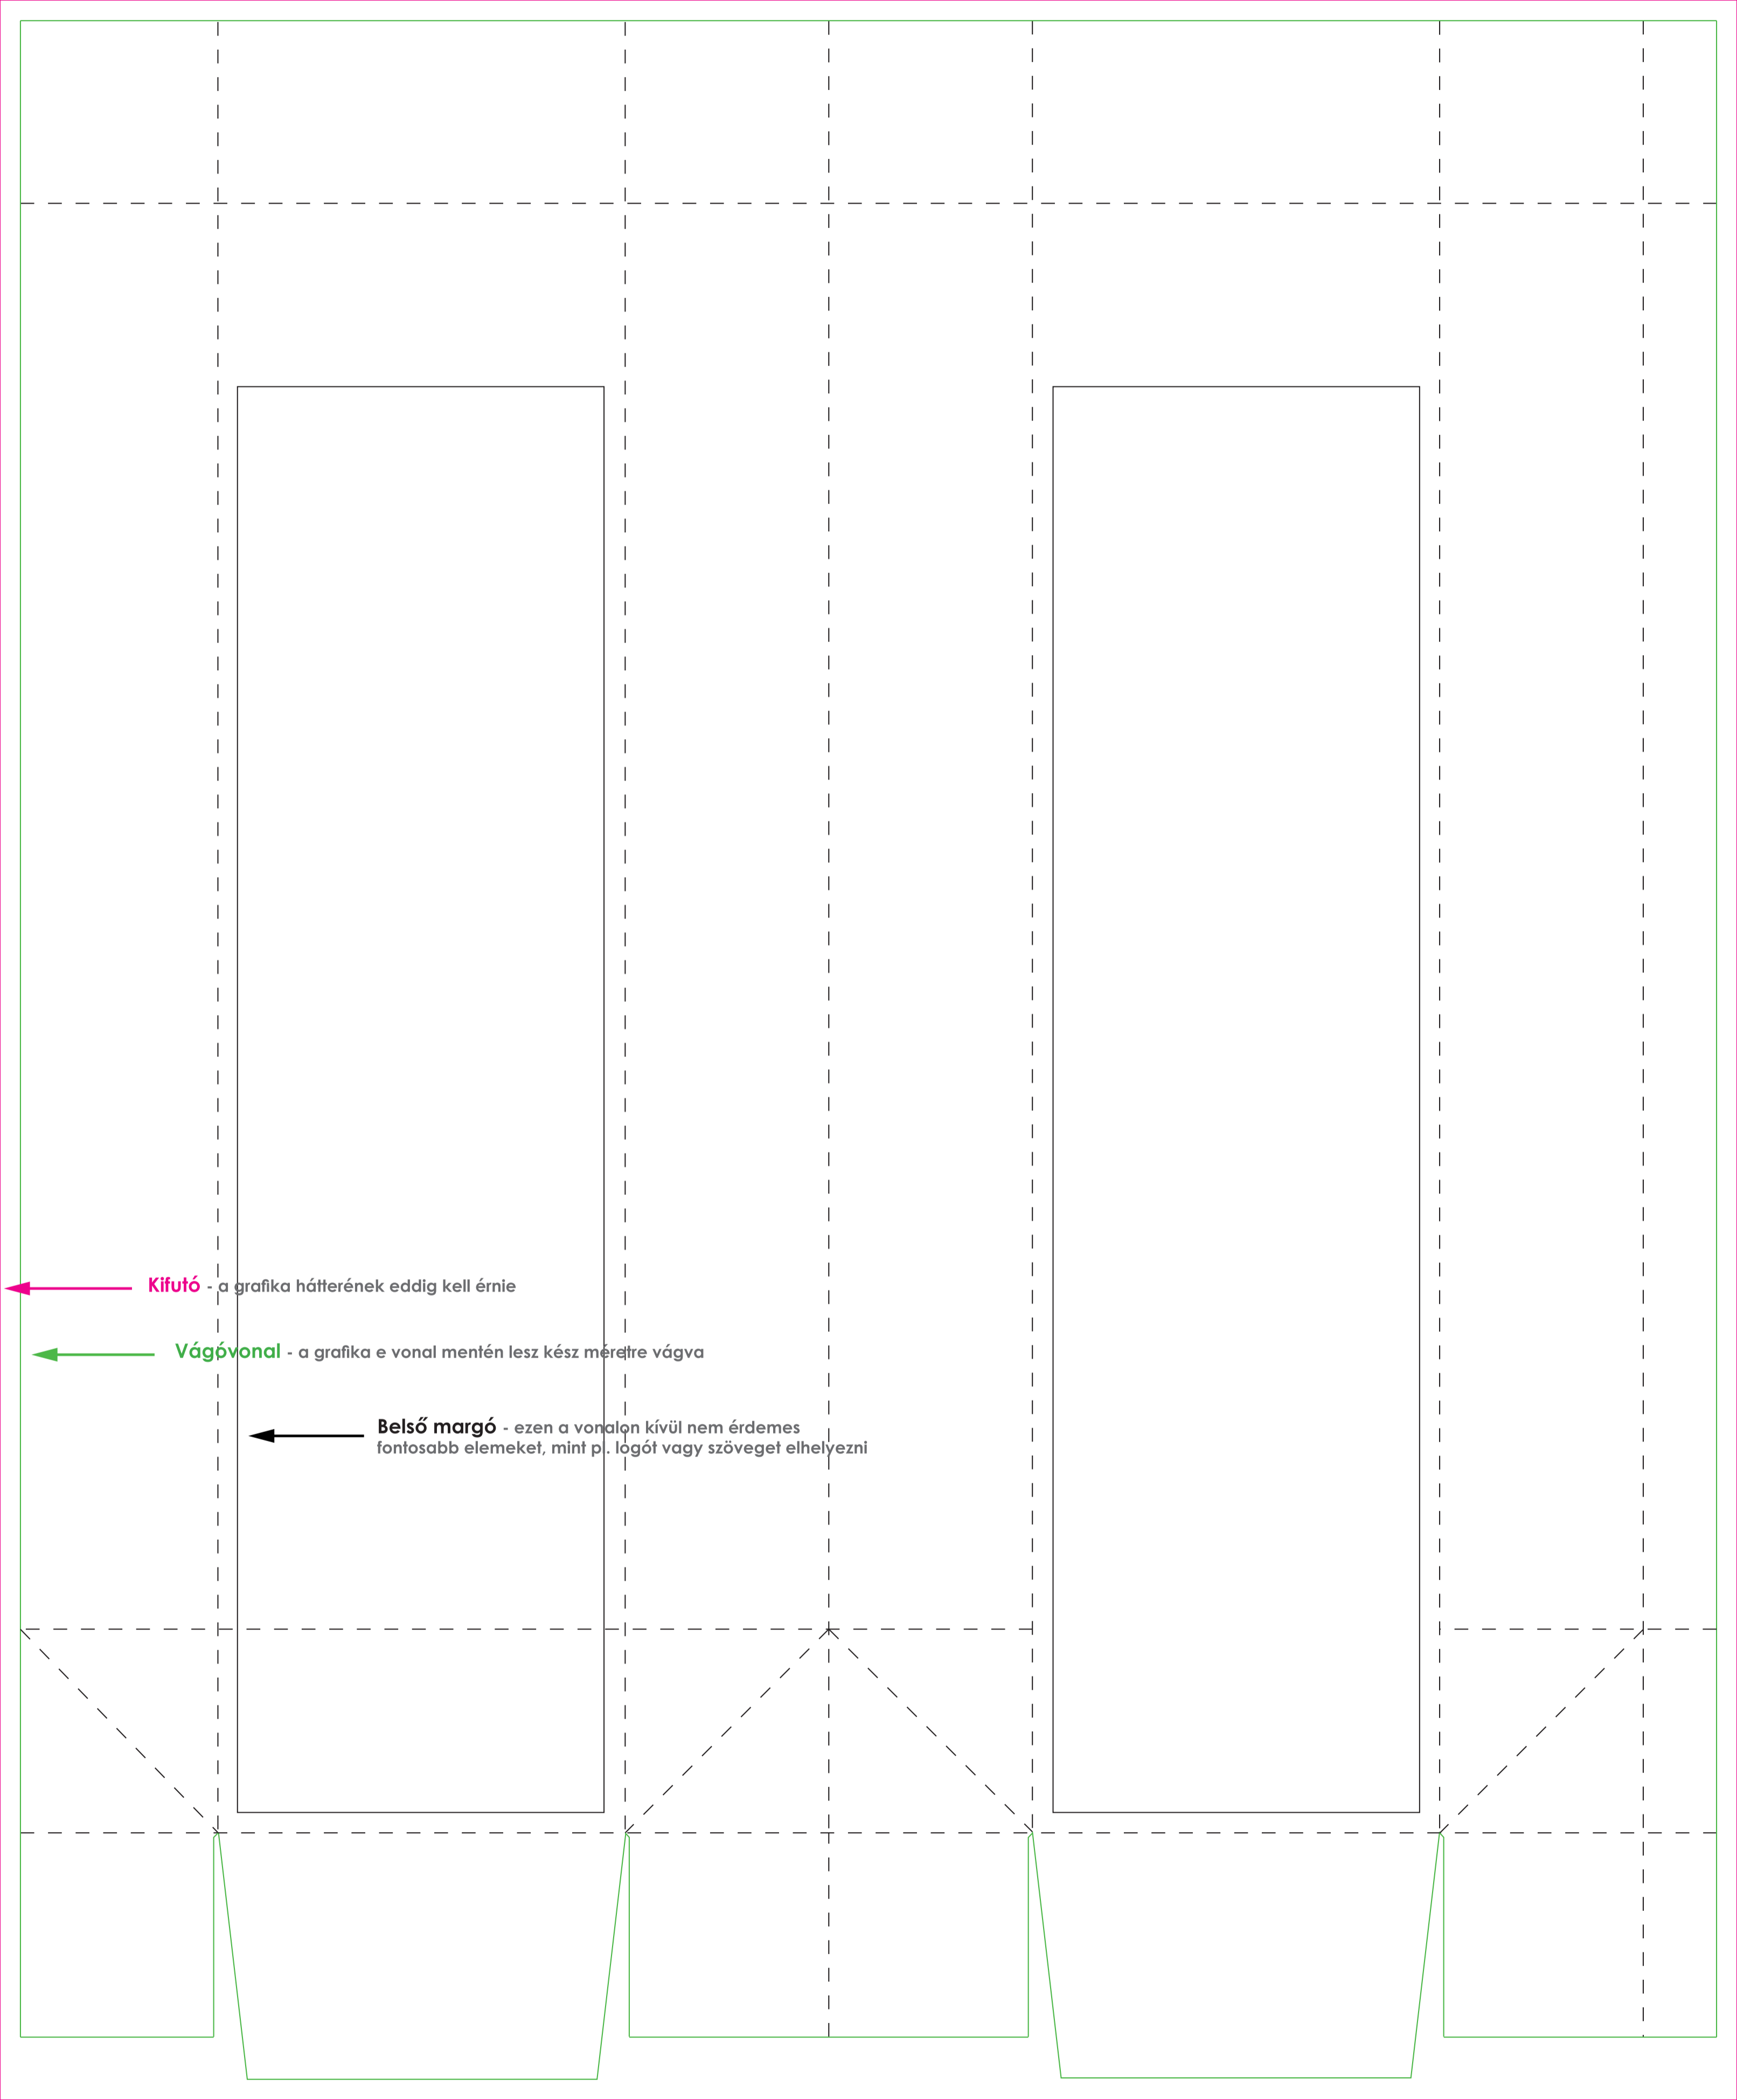 Kifutó - a grafika hátterének eddig kell érnie
Vágóvonal - a grafika e vonal mentén lesz kész méretre vágva
Belső margó - ezen a vonalon kívül nem érdemes
fontosabb elemeket, mint pl. logót vagy szöveget elhelyezni